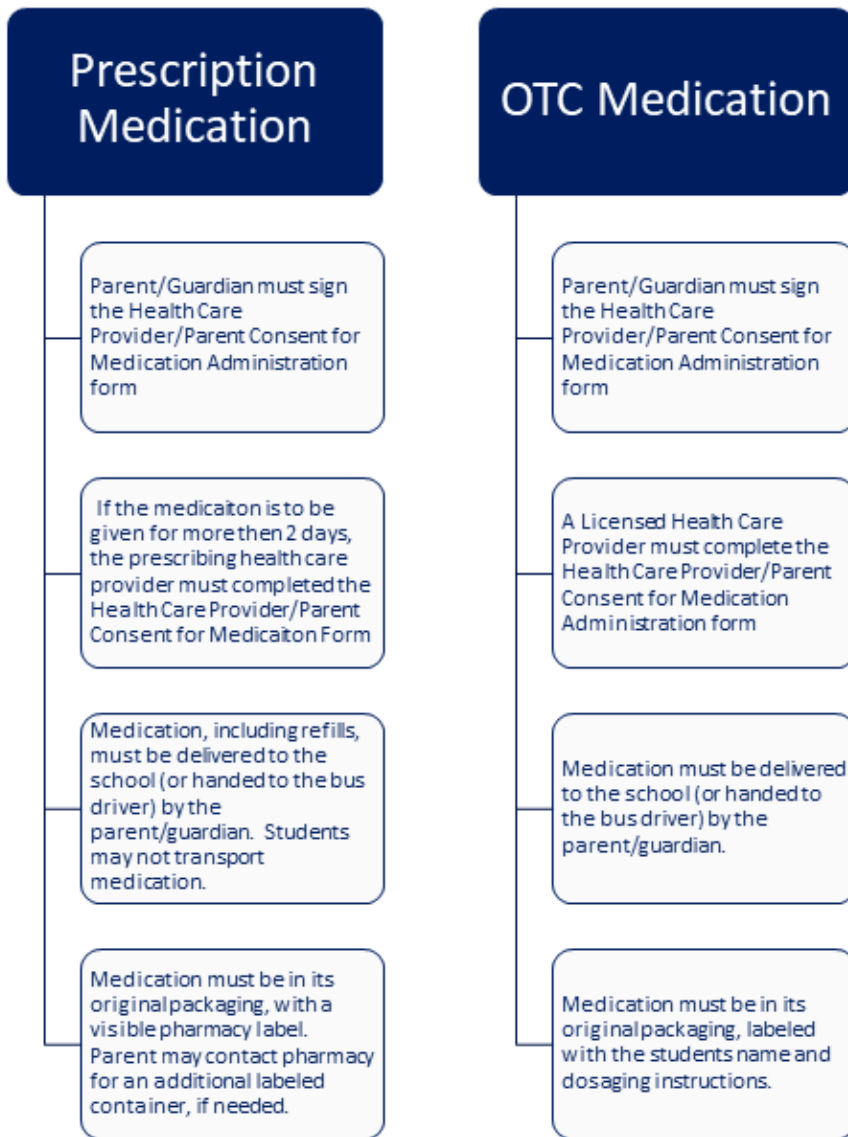 Prescription
Medication
Parent/Guardian must sign
the Health Care
Provider/Parent Consent for
Medication Administration
form
If the medicaiton is to be
given for more then 2 days,
the prescribing health care
provider must completed the
Health Care Provider/Parent
Consent for Medicaiton Form
Medication, including refills,
must be delivered to the
school (or handed to the bus
driver) by the
parent/guardian. Students
may not transport
medication.
Medication must be in its
original packaging, with a
visible pharmacy label.
Parent may contact pharmacy
for an additional labeled
container, if needed.
OTC Medication
Parent/Guardian must sign
the Health Care
Provider/Parent Consent for
Medication Administration
form
A Licensed Health Care
Provider must complete the
Health Care Provider/Parent
Consent for Medication
Administration form
Medication must be delivered
to the school (or handed to
the bus driver) by the
parent/guardian.
Medication must be in its
original packaging, labeled
with the students name and
dosaging instructions.